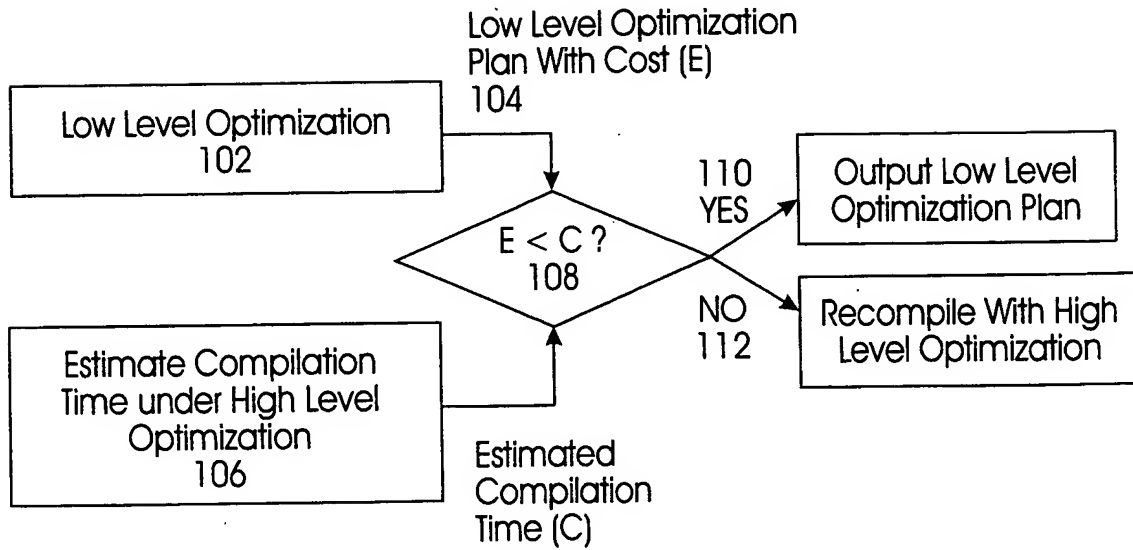 Low Level Optimization
Plan With Cost (E)
104
Low Level Optimization
102
110
YES
Output Low Level
Optimization Plan
E < C ?
108
NO
112
Recompile With High
Level Optimization
Estimate Compilation
Time under High Level
Optimization
106
Estimated
Compilation
Time (C)